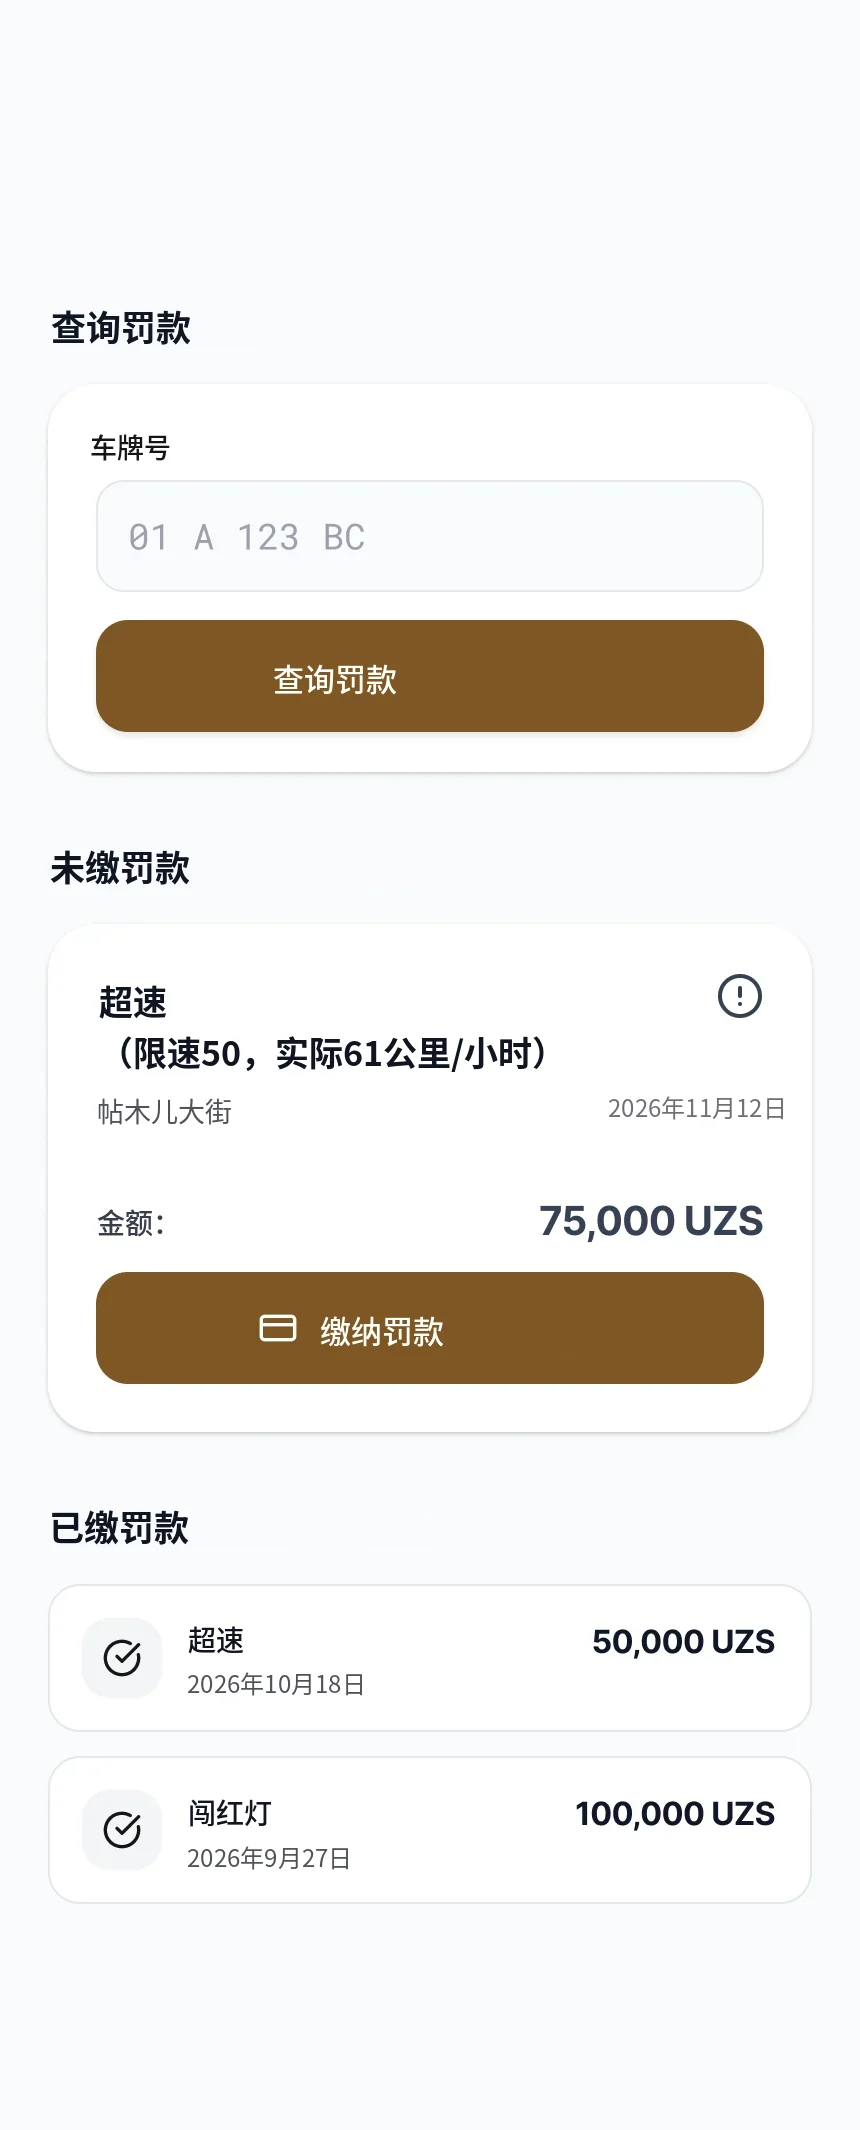 查询罚款
车牌号
01 A 123 BC
查询罚款
未缴罚款
超速
（限速50，实际61公里/小时）
帖木儿大街
2026年11月12日
金额：
75,000 UZS
缴纳罚款
已缴罚款
超速
50,000 UZS
2026年10月18日
闯红灯
100,000 UZS
2026年9月27日